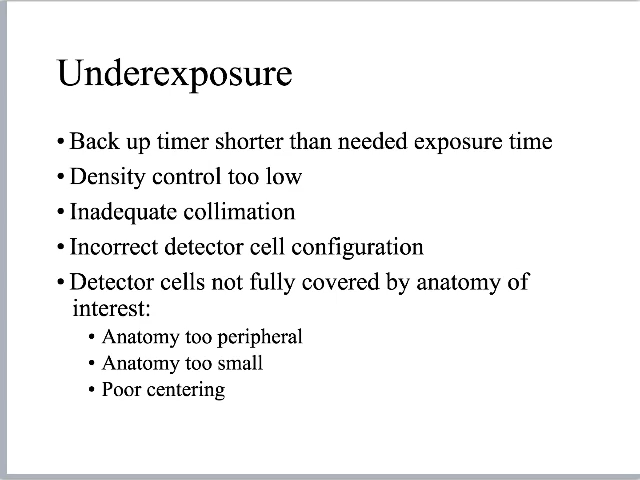 Underexposure
• Back up timer shorter than needed exposure time
• Density control too low
• Inadequate collimation
• Incorrect detector cell configuration
• Detector cells not fully covered by anatomy of
interest:
• Anatomy too peripheral
• Anatomy too small
• Poor centering